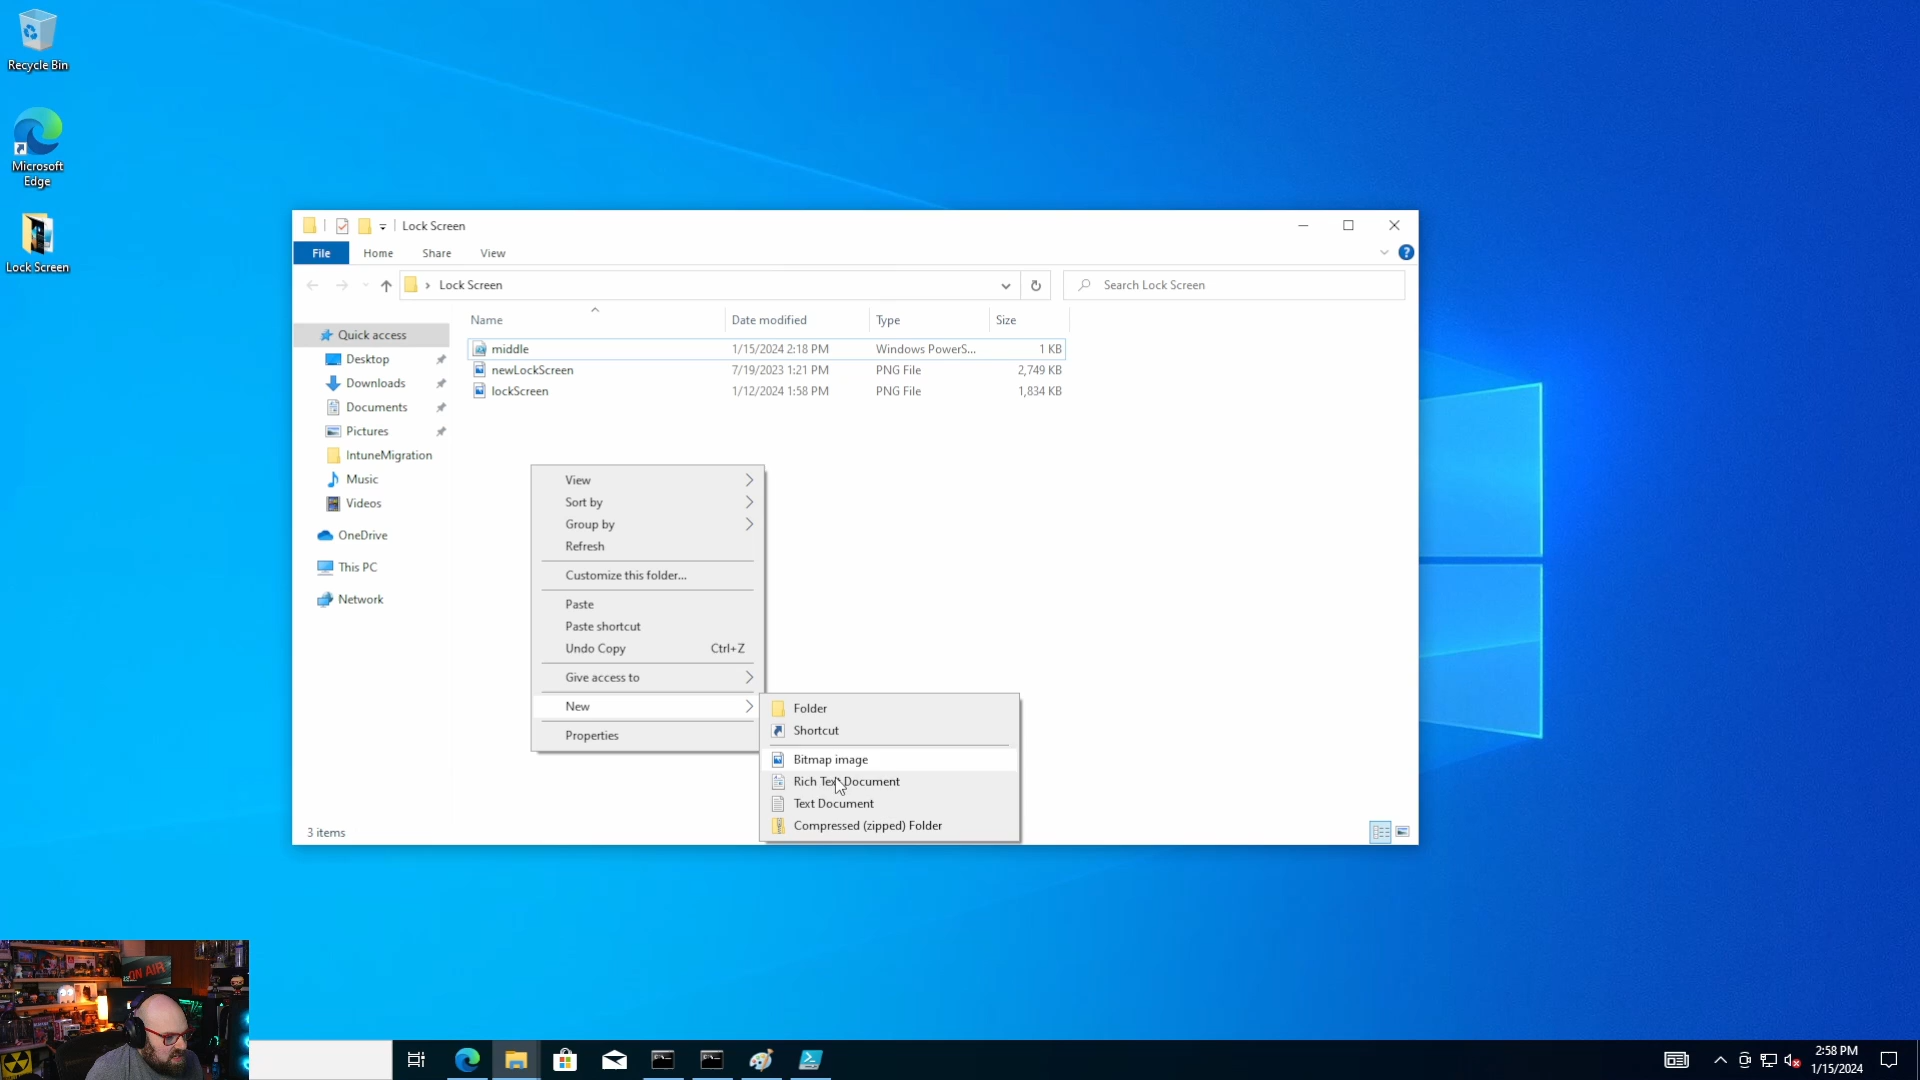 Recycle Bin
Microsoft
Edge
Lock Screen
Lock Screen
File
Home
Share
View
Lock Screen
Search Lock Screen
Name
Date modified
Type
Size
Quick access
Desktop
Downloads
Documents
Pictures
IntuneMigration
Music
Videos
OneDrive
This PC
Network
middle
1/15/2024 2:18 PM
Windows PowerS...
1 KB
newLockScreen
7/19/2023 1:21 PM
PNG File
2,749 KB
lockScreen
1/12/2024 1:58 PM
PNG File
1,834 KB
View
Sort by
Group by
Refresh
Customize this folder...
Paste
Paste shortcut
Undo Copy Ctrl+Z
Give access to
New
Properties
Folder
Shortcut
Bitmap image
Rich Text Document
Text Document
Compressed (zipped) Folder
3 items
ON AIR
2:58 PM
1/15/2024